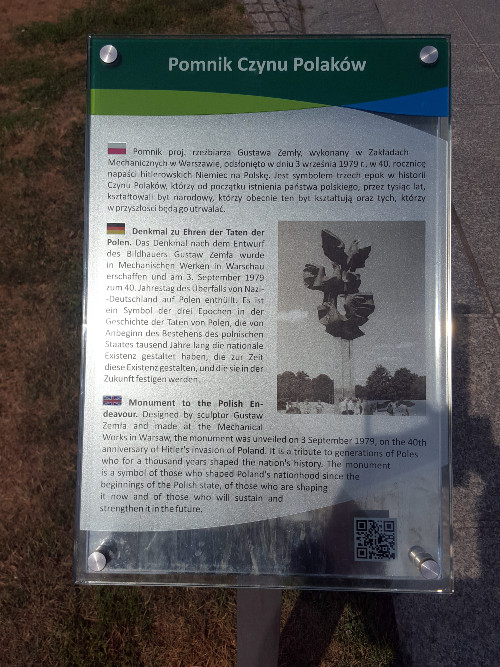 Pomnik Czynu Polaków
Pomnik proj. rzeźbiarza Gustawa Zemły, wykonany w Zakładach
Mechanicznych w Warszawie, odsłonięto w dniu 3 września 1979 r., w 40. rocznicę
napaści hitlerowskich Niemiec na Polskę. Jest symbolem trzech epok w historii
Czynu Polaków, którzy od początku istnienia państwa polskiego, przez tysiąc lat,
kształtowali byt narodowy, którzy obecnie ten byt kształtują oraz tych, którzy
w przyszłości będą go utrwalać.
Denkmal zu Ehren der Taten der
Polen. Das Denkmal nach dem Entwurf
des Bildhauers Gustaw Zemła wurde
in Mechanischen Werken in Warschau
erschaffen und am 3. September 1979
zum 40. Jahrestag des Überfalls von Nazi-
-Deutschland auf Polen enthüllt. Es ist
ein Symbol der drei Epochen in der
Geschichte der Taten von Polen, die von
Anbeginn des Bestehens des polnischen
Staates tausend Jahre lang die nationale
Existenz gestaltet haben, die zur Zeit
diese Existenz gestalten, und die sie in der
Zukunft festigen werden.
Monument to the Polish En-
deavour. Designed by sculptor Gustaw
Zemła and made at the Mechanical
Works in Warsaw, the monument was unveiled on 3 September 1979, on the 40th
anniversary of Hitler's invasion of Poland. It is a tribute to generations of Poles
who for a thousand years shaped the nation's history. The monument
is a symbol of those who shaped Poland's nationhood since the
beginnings of the Polish state, of those who are shaping
it now and of those who will sustain and
strengthen it in the future.